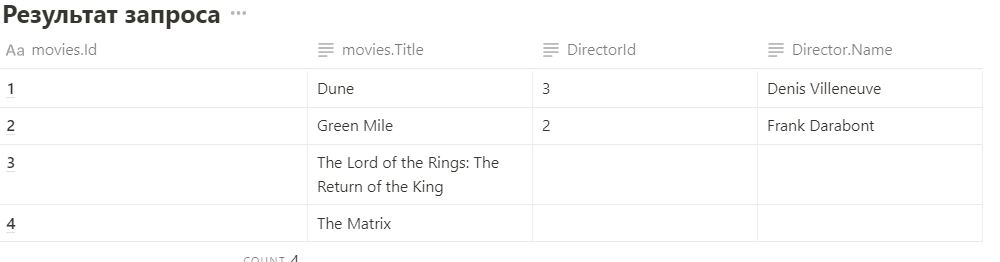 Результат запроса ...
Aa movies.Id movies.Title DirectorId Director.Name
1 Dune 3 Denis Villeneuve
2 Green Mile 2 Frank Darabont
3 The Lord of the Rings: The
Return of the King
4 The Matrix
COUNT 4